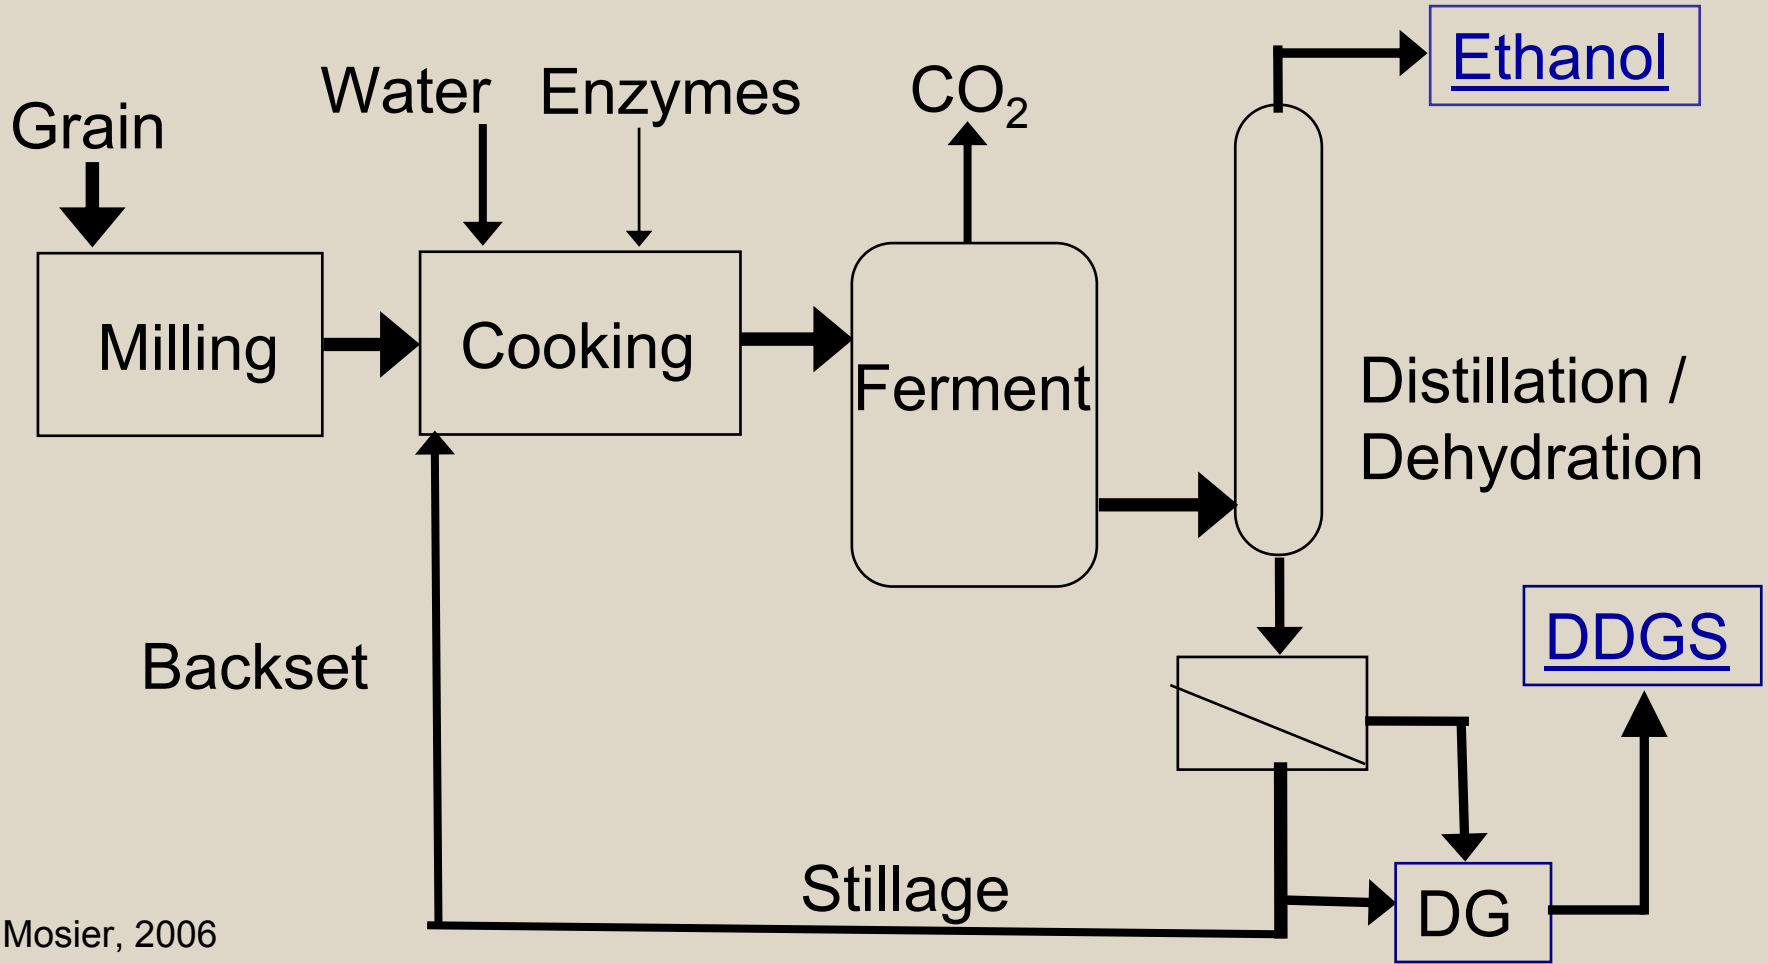 Ethanol
Water
Enzymes
CO₂
Grain
Milling
Cooking
Ferment
Distillation /
Dehydration
Backset
DDGS
Stillage
DG
Mosier, 2006